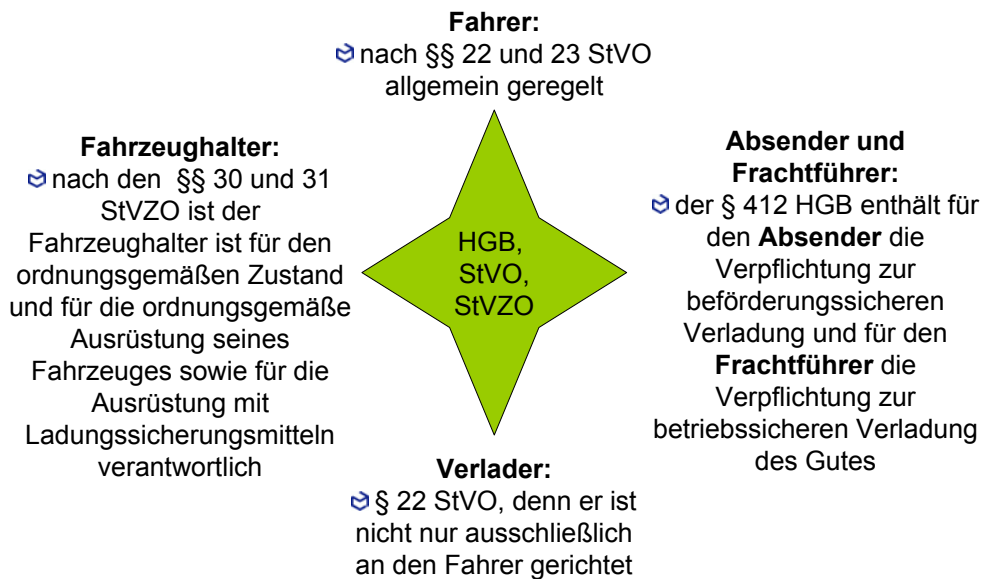 Fahrer:
nach §§ 22 und 23 StVO
allgemein geregelt
Fahrzeughalter:
nach den §§ 30 und 31
StVZO ist der
Fahrzeughalter ist für den
ordnungsgemäßen Zustand
und für die ordnungsgemäße
Ausrüstung seines
Fahrzeuges sowie für die
Ausrüstung mit
Ladungssicherungsmitteln
verantwortlich
HGB,
StVO,
StVZO
Absender und
Frachtführer:
der § 412 HGB enthält für
den Absender die
Verpflichtung zur
beförderungssicheren
Verladung und für den
Frachtführer die
Verpflichtung zur
betriebssicheren Verladung
des Gutes
Verlader:
§ 22 StVO, denn er ist
nicht nur ausschließlich
an den Fahrer gerichtet